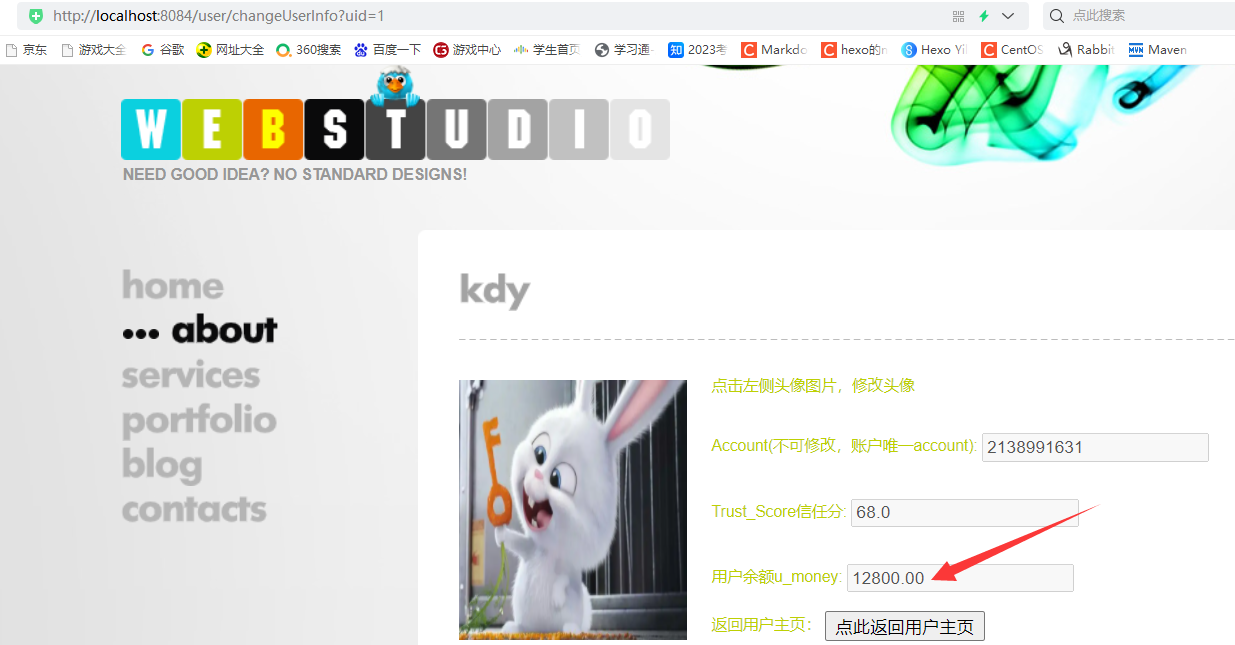 http://localhost:8084/user/changeUserInfo?uid=1
点此搜索
京东 游戏大全 谷歌 网址大全 360搜索 百度一下 游戏中心 学生首页 学习通- 知 2023考 C Markdo C hexo的n S Hexo Yil C CentOS Rabbit MVN Maven
WEBSTUDIO
NEED GOOD IDEA? NO STANDARD DESIGNS!
home
... about
services
portfolio
blog
contacts
kdy
点击左侧头像图片，修改头像
Account(不可修改，账户唯一account): 2138991631
Trust_Score信任分: 68.0
用户余额u_money: 12800.00
返回用户主页： 点此返回用户主页